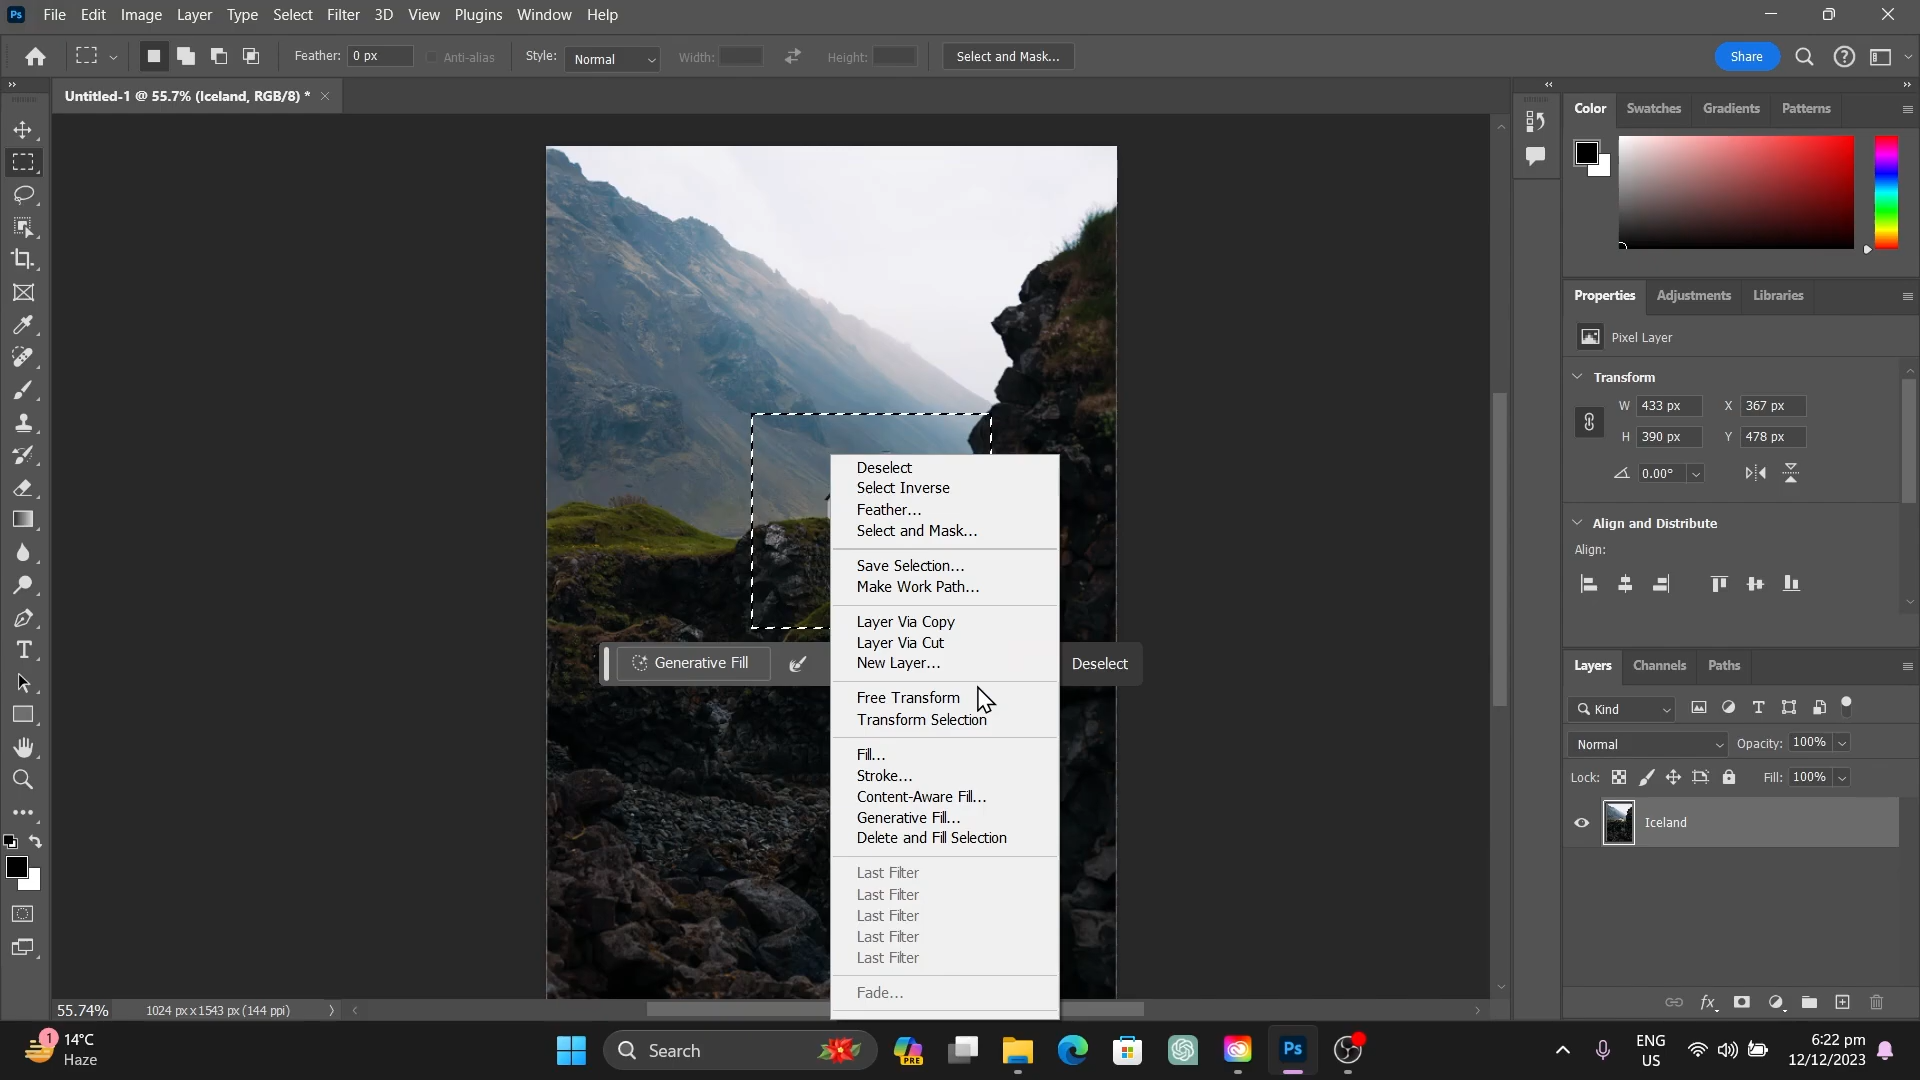 Ps File Edit Image Layer Type Select Filter 3D View Plugins Window Help
Feather: 0 px Anti-alias Style: Normal Width: Height: Select and Mask... Share
Untitled-1 @ 55.7% (Iceland, RGB/8) *
Color Swatches Gradients Patterns
Properties Adjustments Libraries
Pixel Layer
Transform
W 433 px X 367 px
H 390 px Y 478 px
0.00°
Align and Distribute
Align:
Deselect
Select Inverse
Feather...
Select and Mask...
Save Selection...
Make Work Path...
Layer Via Copy
Layer Via Cut
New Layer...
Free Transform
Transform Selection
Fill...
Stroke...
Content-Aware Fill...
Generative Fill...
Delete and Fill Selection
Last Filter
Last Filter
Last Filter
Last Filter
Last Filter
Fade...
Generative Fill
Deselect
Layers Channels Paths
Kind
Normal Opacity: 100%
Lock: Fill: 100%
Iceland
55.74% 1024 px x 1543 px (144 ppi)
1 14°C
Haze
Search
PRE
Ps
ENG
US
6:22 pm
12/12/2023